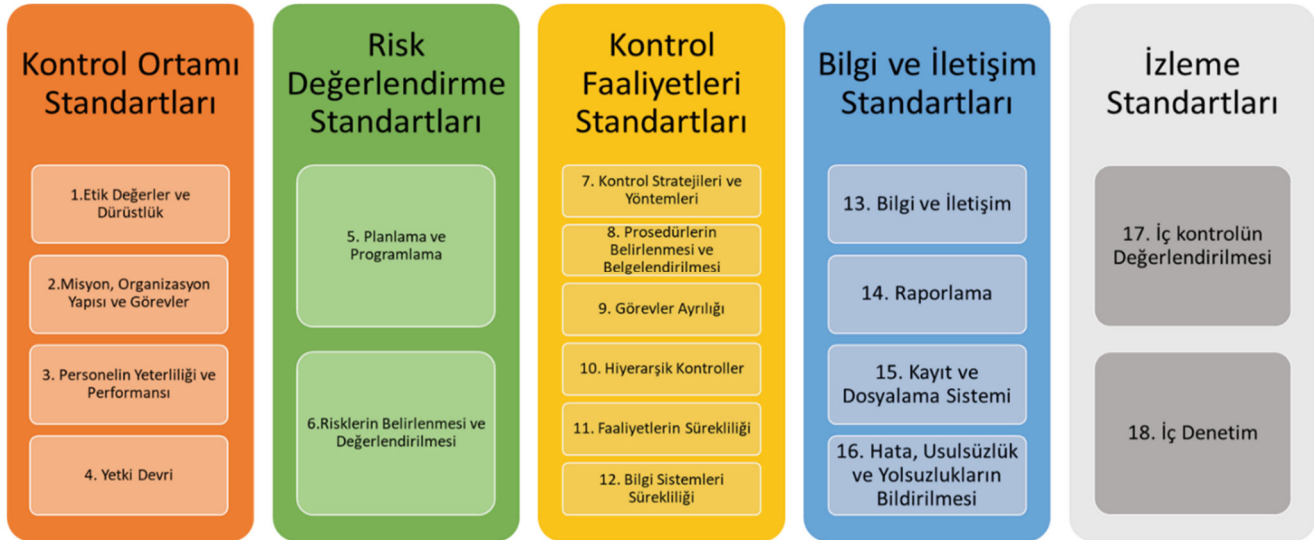 Kontrol Ortamı
Standartları
1.Etik Değerler ve
Dürüstlük
2.Misyon, Organizasyon
Yapısı ve Görevler
3. Personelin Yeterliliği ve
Performansı
4. Yetki Devri
Risk
Değerlendirme
Standartları
5. Planlama ve
Programlama
6.Risklerin Belirlenmesi ve
Değerlendirilmesi
Kontrol
Faaliyetleri
Standartları
7. Kontrol Stratejileri ve
Yöntemleri
8. Prosedürlerin
Belirlenmesi ve
Belgelendirilmesi
9. Görevler Ayrılığı
10. Hiyerarşik Kontroller
11. Faaliyetlerin Sürekliliği
12. Bilgi Sistemleri
Sürekliliği
Bilgi ve İletişim
Standartları
13. Bilgi ve İletişim
14. Raporlama
15. Kayıt ve
Dosyalama Sistemi
16. Hata, Usulsüzlük
ve Yolsuzlukların
Bildirilmesi
İzleme
Standartları
17. İç kontrolün
Değerlendirilmesi
18. İç Denetim